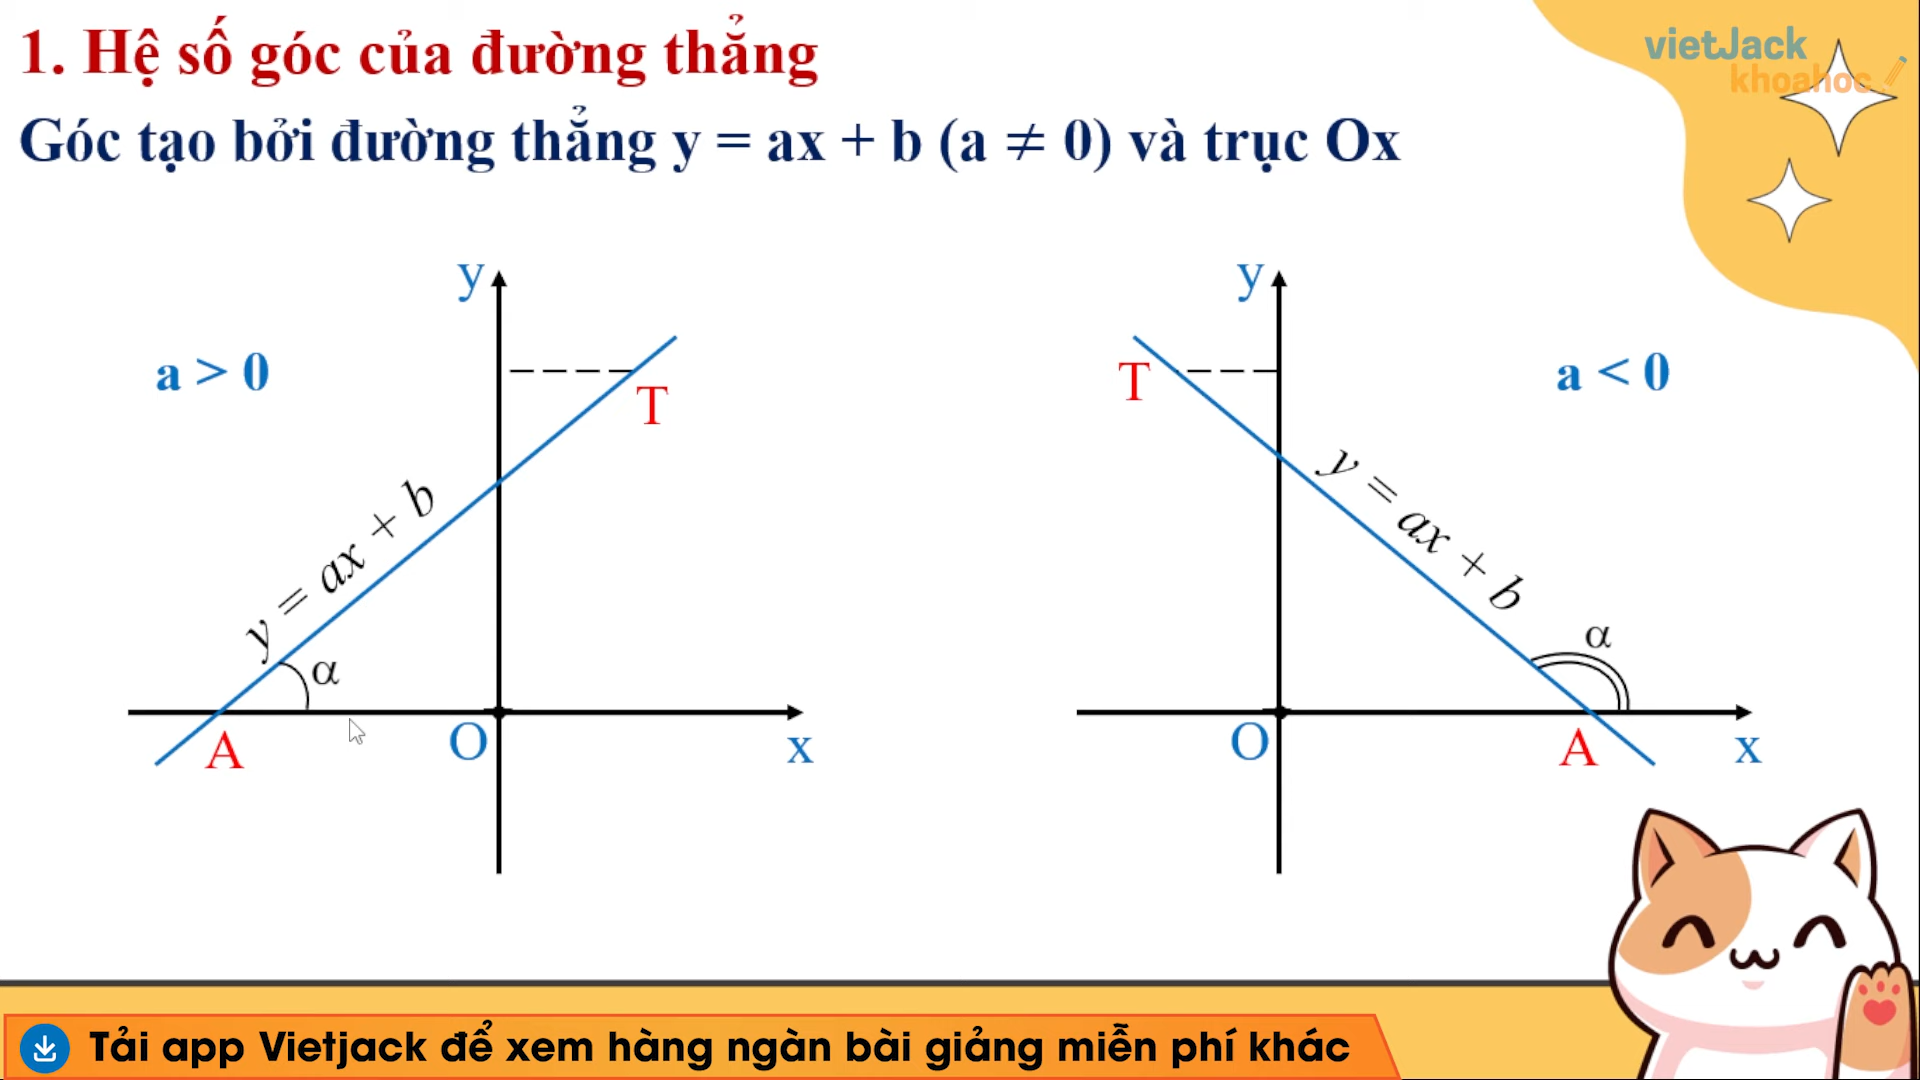 1. Hệ số góc của đường thẳng
vietJack
khoahoc
Góc tạo bởi đường thẳng y = ax + b (a ≠ 0) và trục Ox
y
a > 0
T
y = ax + b
α
A
O
x
y
T
a < 0
y = ax + b
α
O
A
x
Tải app Vietjack để xem hàng ngàn bài giảng miễn phí khác